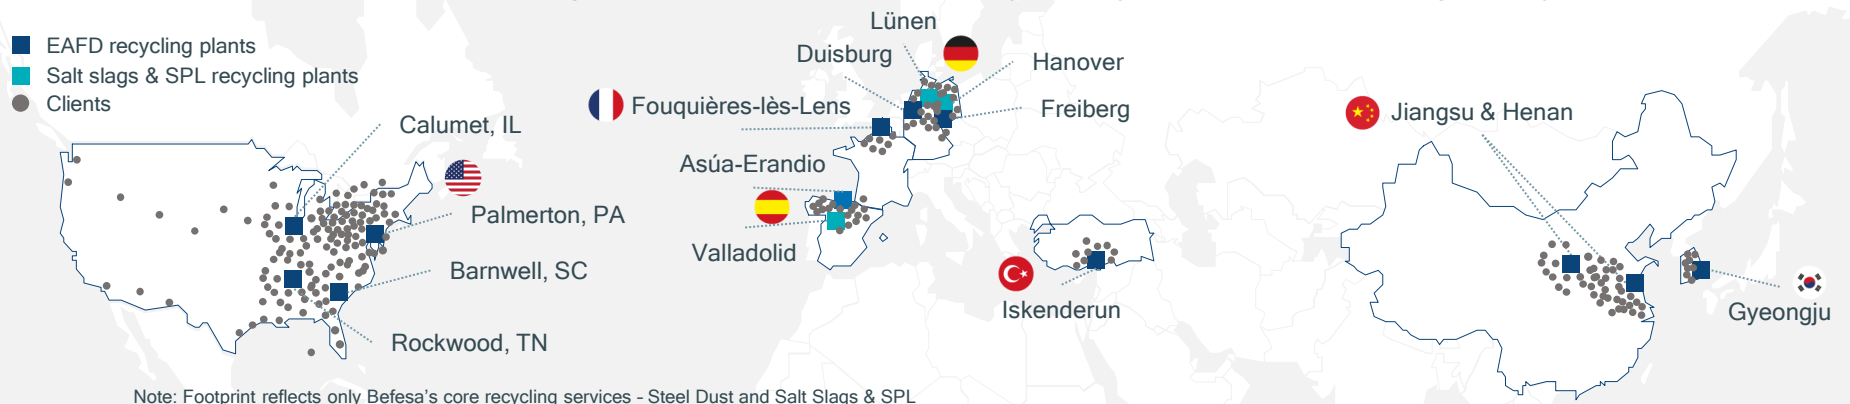 EAFD recycling plants
Salt slags & SPL recycling plants
Clients
Calumet, IL
Palmerton, PA
Barnwell, SC
Rockwood, TN
Lünen
Duisburg
Hanover
Fouquières-lès-Lens
Freiberg
Asúa-Erandio
Valladolid
Iskenderun
Jiangsu & Henan
Gyeongju
Note: Footprint reflects only Befesa's core recycling services - Steel Dust and Salt Slags & SPL